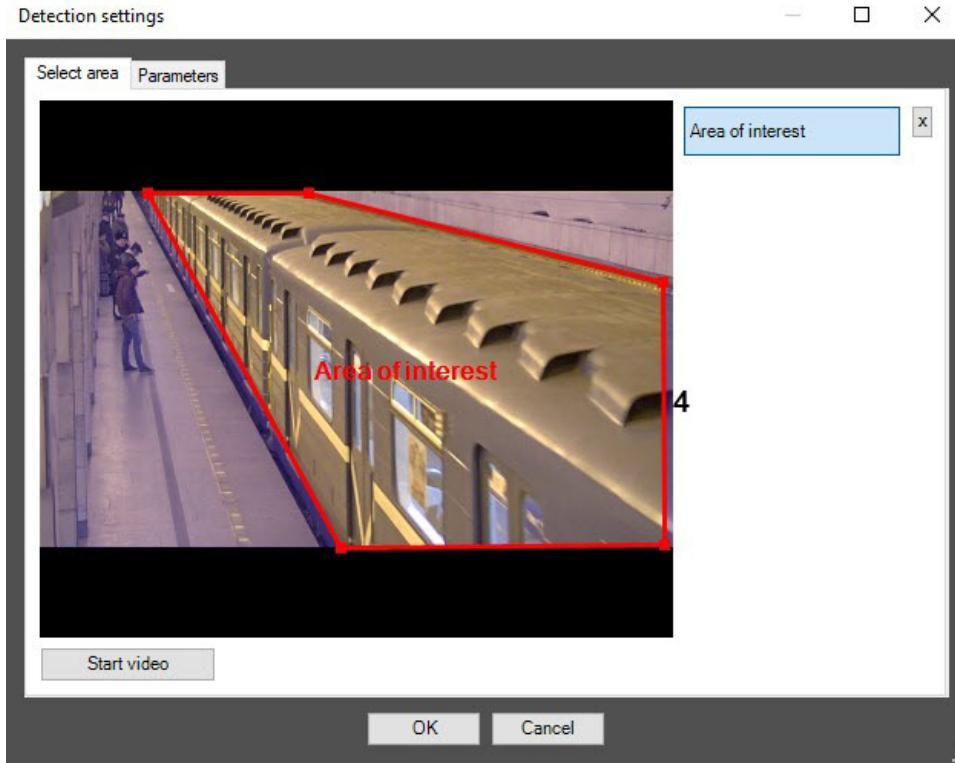 Detection settings
Select area
Parameters
Area of interest
x
Area of interest
4
Start video
OK
Cancel